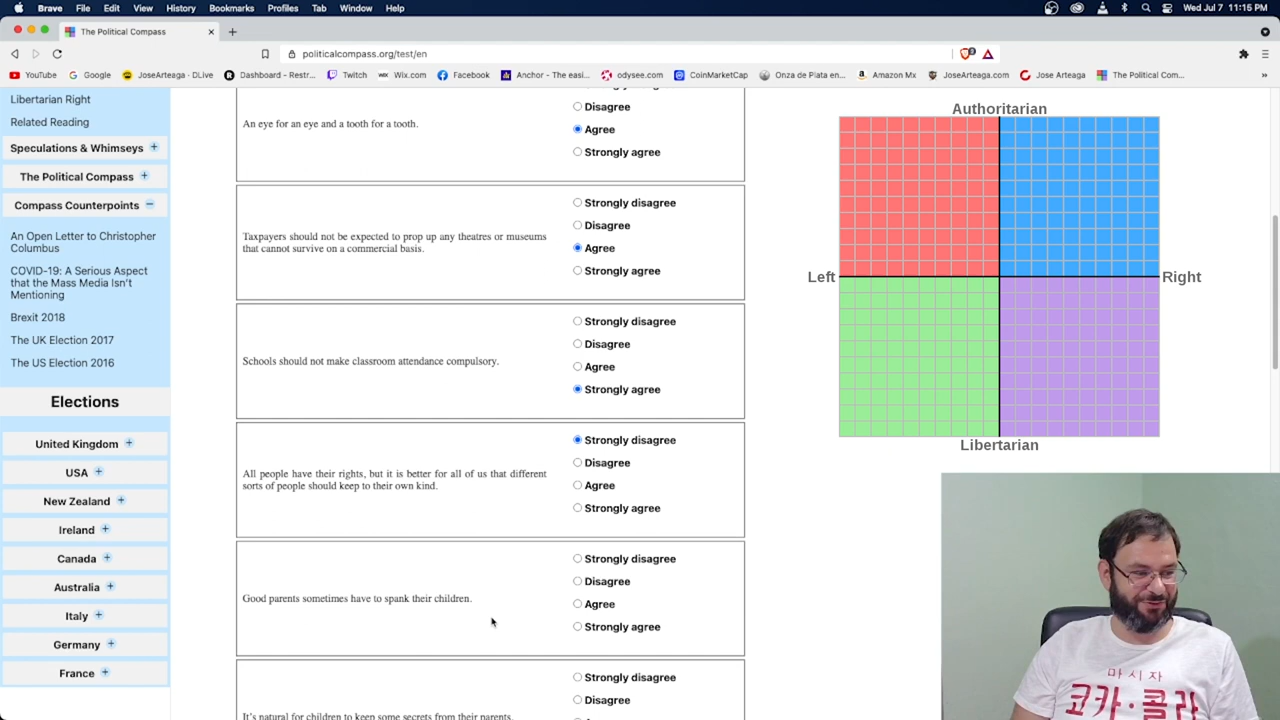 Brave File Edit View History Bookmarks Profiles Tab Window Help Wed Jul 7 11:15 PM
The Political Compass
politicalcompass.org/test/en
YouTube Google JoseArteaga - DLive Dashboard - Restr... Twitch Wix.com Facebook Anchor - The easi... odysee.com CoinMarketCap Onza de Plata en... Amazon Mx JoseArteaga.com Jose Arteaga The Political Com...
Libertarian Right
Related Reading
Speculations & Whimseys +
The Political Compass +
Compass Counterpoints −
An Open Letter to Christopher
Columbus
COVID-19: A Serious Aspect
that the Mass Media Isn't
Mentioning
Brexit 2018
The UK Election 2017
The US Election 2016
Elections
United Kingdom +
USA +
New Zealand +
Ireland +
Canada +
Australia +
Italy +
Germany +
France +
An eye for an eye and a tooth for a tooth.
Disagree
Agree
Strongly agree
Taxpayers should not be expected to prop up any theatres or museums
that cannot survive on a commercial basis.
Strongly disagree
Disagree
Agree
Strongly agree
Schools should not make classroom attendance compulsory.
Strongly disagree
Disagree
Agree
Strongly agree
All people have their rights, but it is better for all of us that different
sorts of people should keep to their own kind.
Strongly disagree
Disagree
Agree
Strongly agree
Good parents sometimes have to spank their children.
Strongly disagree
Disagree
Agree
Strongly agree
It's natural for children to keep some secrets from their parents.
Strongly disagree
Disagree
Authoritarian
Left
Right
Libertarian
마시자
코카·콜라